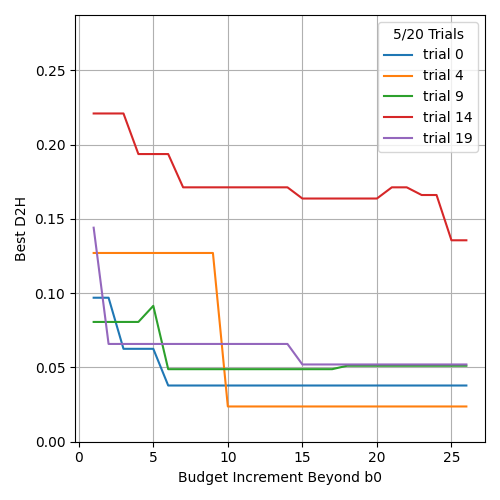 5/20 Trials
trial 0
trial 4
trial 9
trial 14
trial 19
Best D2H
0.25
0.20
0.15
0.10
0.05
0.00
0 5 10 15 20 25
Budget Increment Beyond b0